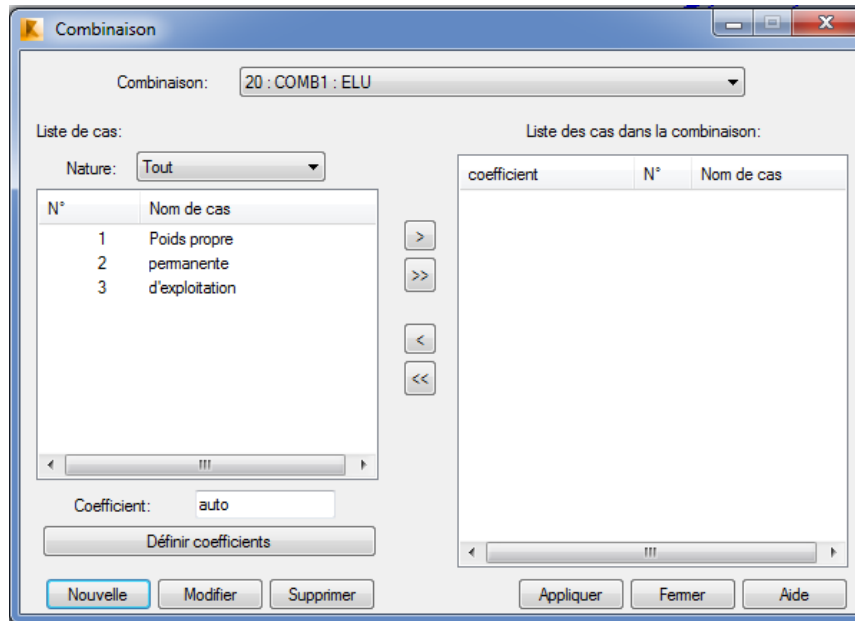 Combinaison
Combinaison: 20 : COMB1 : ELU
Liste de cas:
Nature: Tout
N° Nom de cas
1 Poids propre
2 permanente
3 d'exploitation
Coefficient: auto
Définir coefficients
Nouvelle Modifier Supprimer
>
>>
<
<<
Liste des cas dans la combinaison:
coefficient N° Nom de cas
Appliquer Fermer Aide